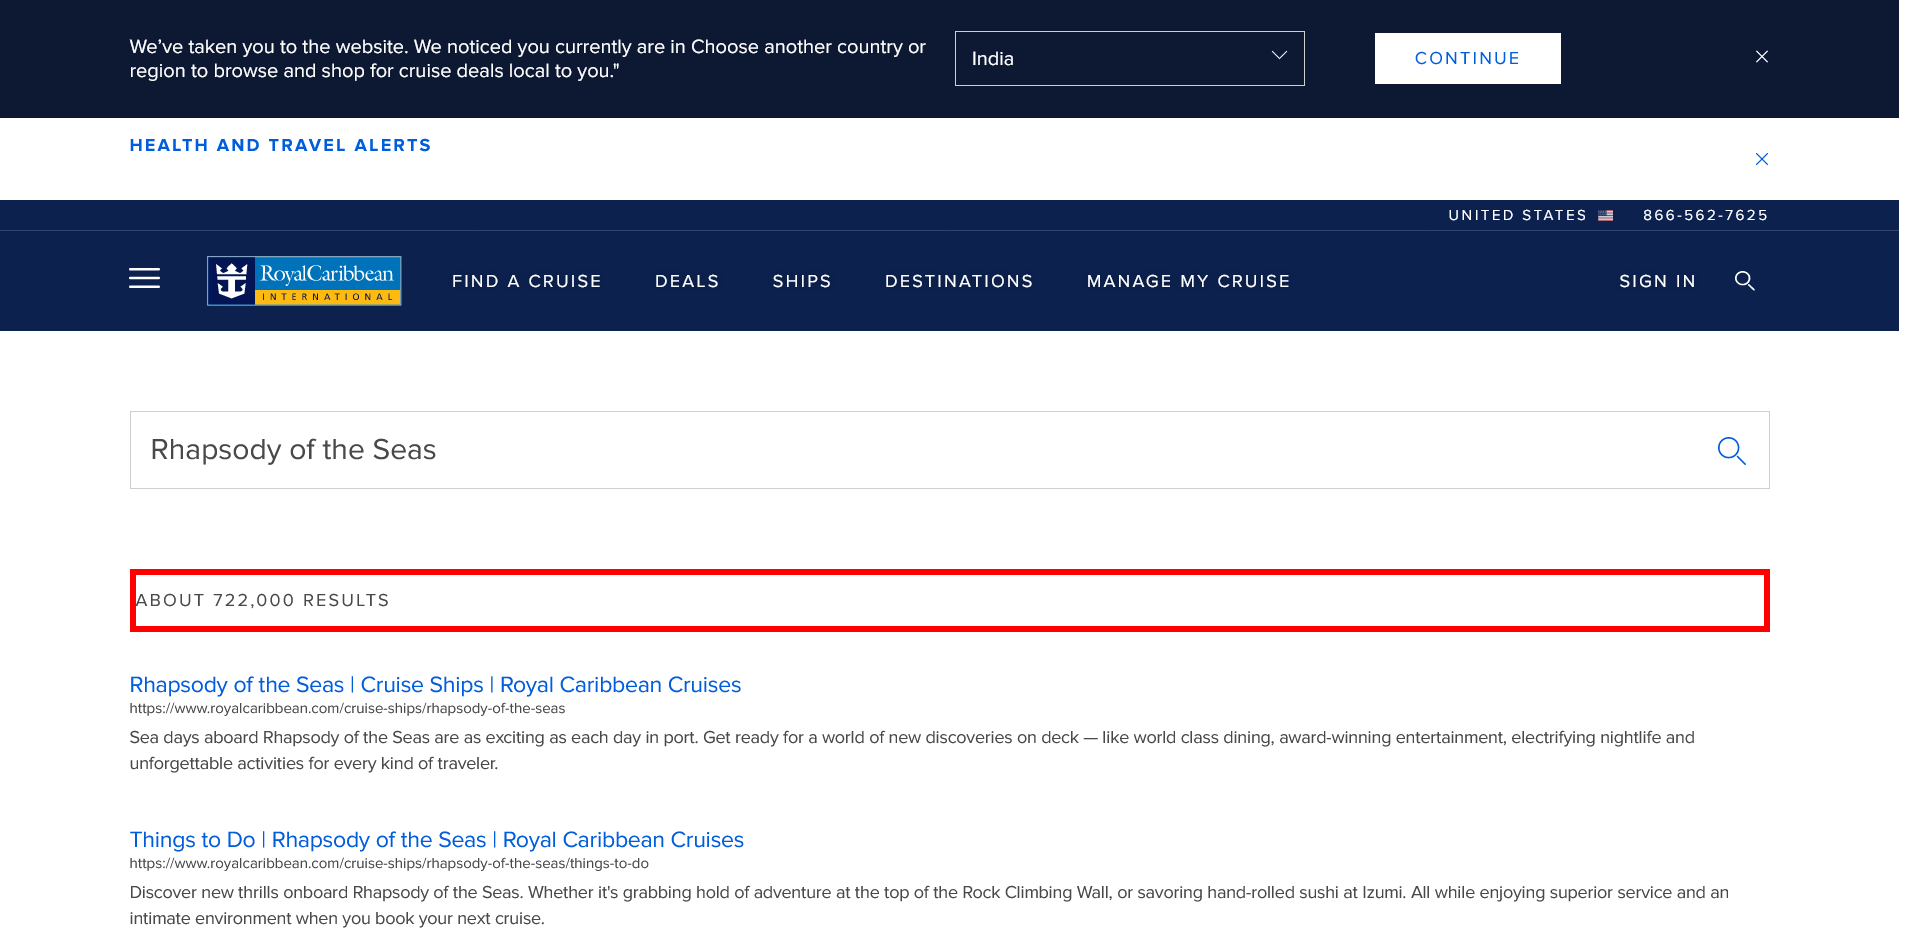 We’ve taken you to the website. We noticed you currently are in Choose another country or
region to browse and shop for cruise deals local to you."
India
CONTINUE
HEALTH AND TRAVEL ALERTS
UNITED STATES
866-562-7625
RoyalCaribbean
INTERNATIONAL
FIND A CRUISE
DEALS
SHIPS
DESTINATIONS
MANAGE MY CRUISE
SIGN IN
Rhapsody of the Seas
ABOUT 722,000 RESULTS
Rhapsody of the Seas | Cruise Ships | Royal Caribbean Cruises
https://www.royalcaribbean.com/cruise-ships/rhapsody-of-the-seas
Sea days aboard Rhapsody of the Seas are as exciting as each day in port. Get ready for a world of new discoveries on deck — like world class dining, award-winning entertainment, electrifying nightlife and
unforgettable activities for every kind of traveler.
Things to Do | Rhapsody of the Seas | Royal Caribbean Cruises
https://www.royalcaribbean.com/cruise-ships/rhapsody-of-the-seas/things-to-do
Discover new thrills onboard Rhapsody of the Seas. Whether it's grabbing hold of adventure at the top of the Rock Climbing Wall, or savoring hand-rolled sushi at Izumi. All while enjoying superior service and an
intimate environment when you book your next cruise.